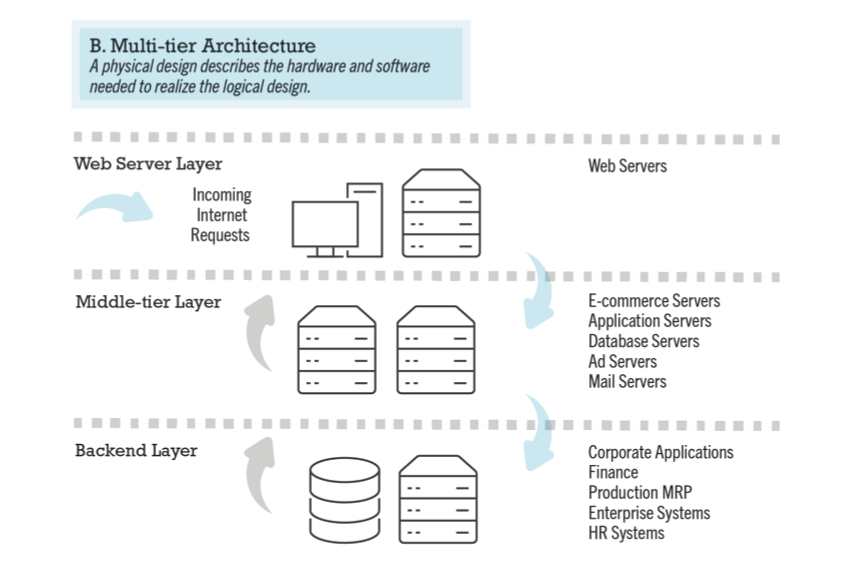 B. Multi-tier Architecture
A physical design describes the hardware and software
needed to realize the logical design.
Web Server Layer
Incoming
Internet
Requests
Web Servers
Middle-tier Layer
E-commerce Servers
Application Servers
Database Servers
Ad Servers
Mail Servers
Backend Layer
Corporate Applications
Finance
Production MRP
Enterprise Systems
HR Systems